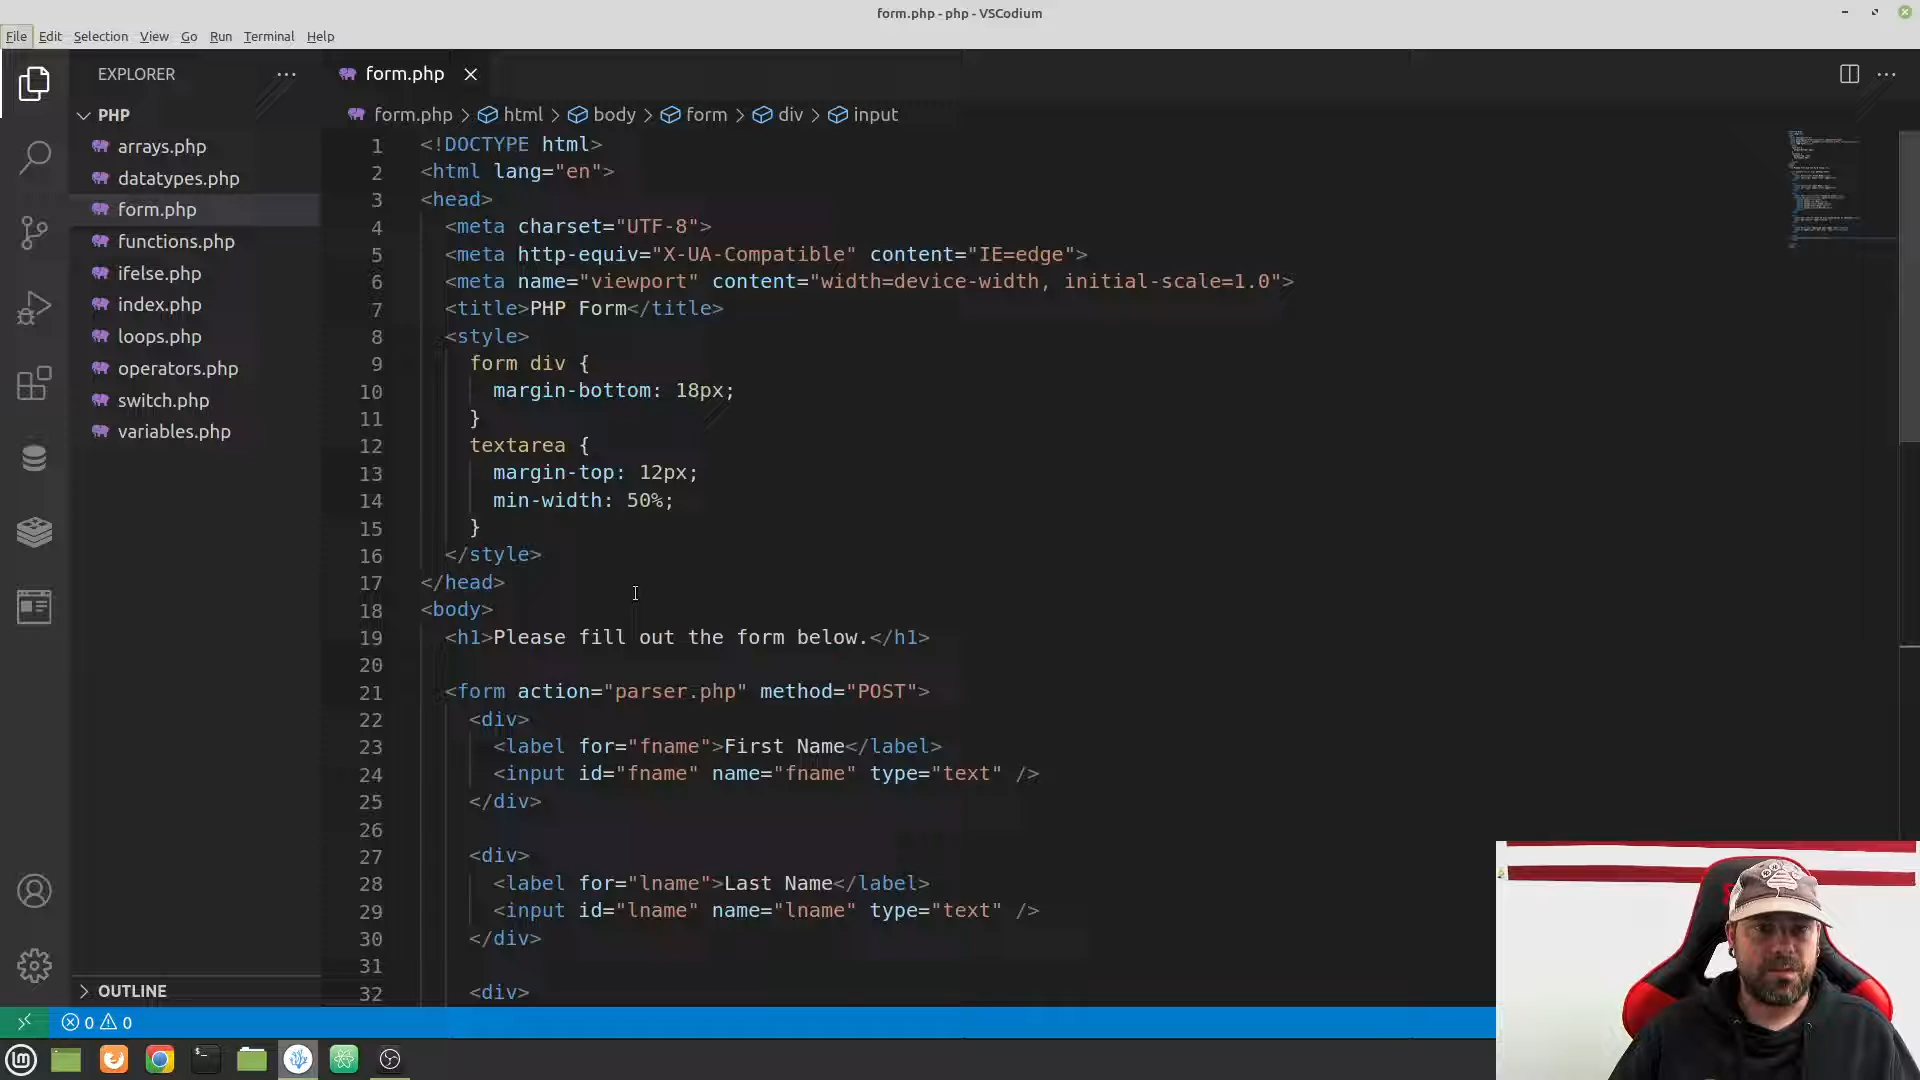 form.php - php - VSCodium
File Edit Selection View Go Run Terminal Help
EXPLORER
form.php
PHP
form.php > html > body > form > div > input
arrays.php
datatypes.php
form.php
functions.php
ifelse.php
index.php
loops.php
operators.php
switch.php
variables.php
1 <!DOCTYPE html>
2 <html lang="en">
3 <head>
4 <meta charset="UTF-8">
5 <meta http-equiv="X-UA-Compatible" content="IE=edge">
6 <meta name="viewport" content="width=device-width, initial-scale=1.0">
7 <title>PHP Form</title>
8 <style>
9 form div {
10 margin-bottom: 18px;
11 }
12 textarea {
13 margin-top: 12px;
14 min-width: 50%;
15 }
16 </style>
17 </head>
18 <body>
19 <h1>Please fill out the form below.</h1>
20
21 <form action="parser.php" method="POST">
22 <div>
23 <label for="fname">First Name</label>
24 <input id="fname" name="fname" type="text" />
25 </div>
26
27 <div>
28 <label for="lname">Last Name</label>
29 <input id="lname" name="lname" type="text" />
30 </div>
31
32 <div>
OUTLINE
0 0